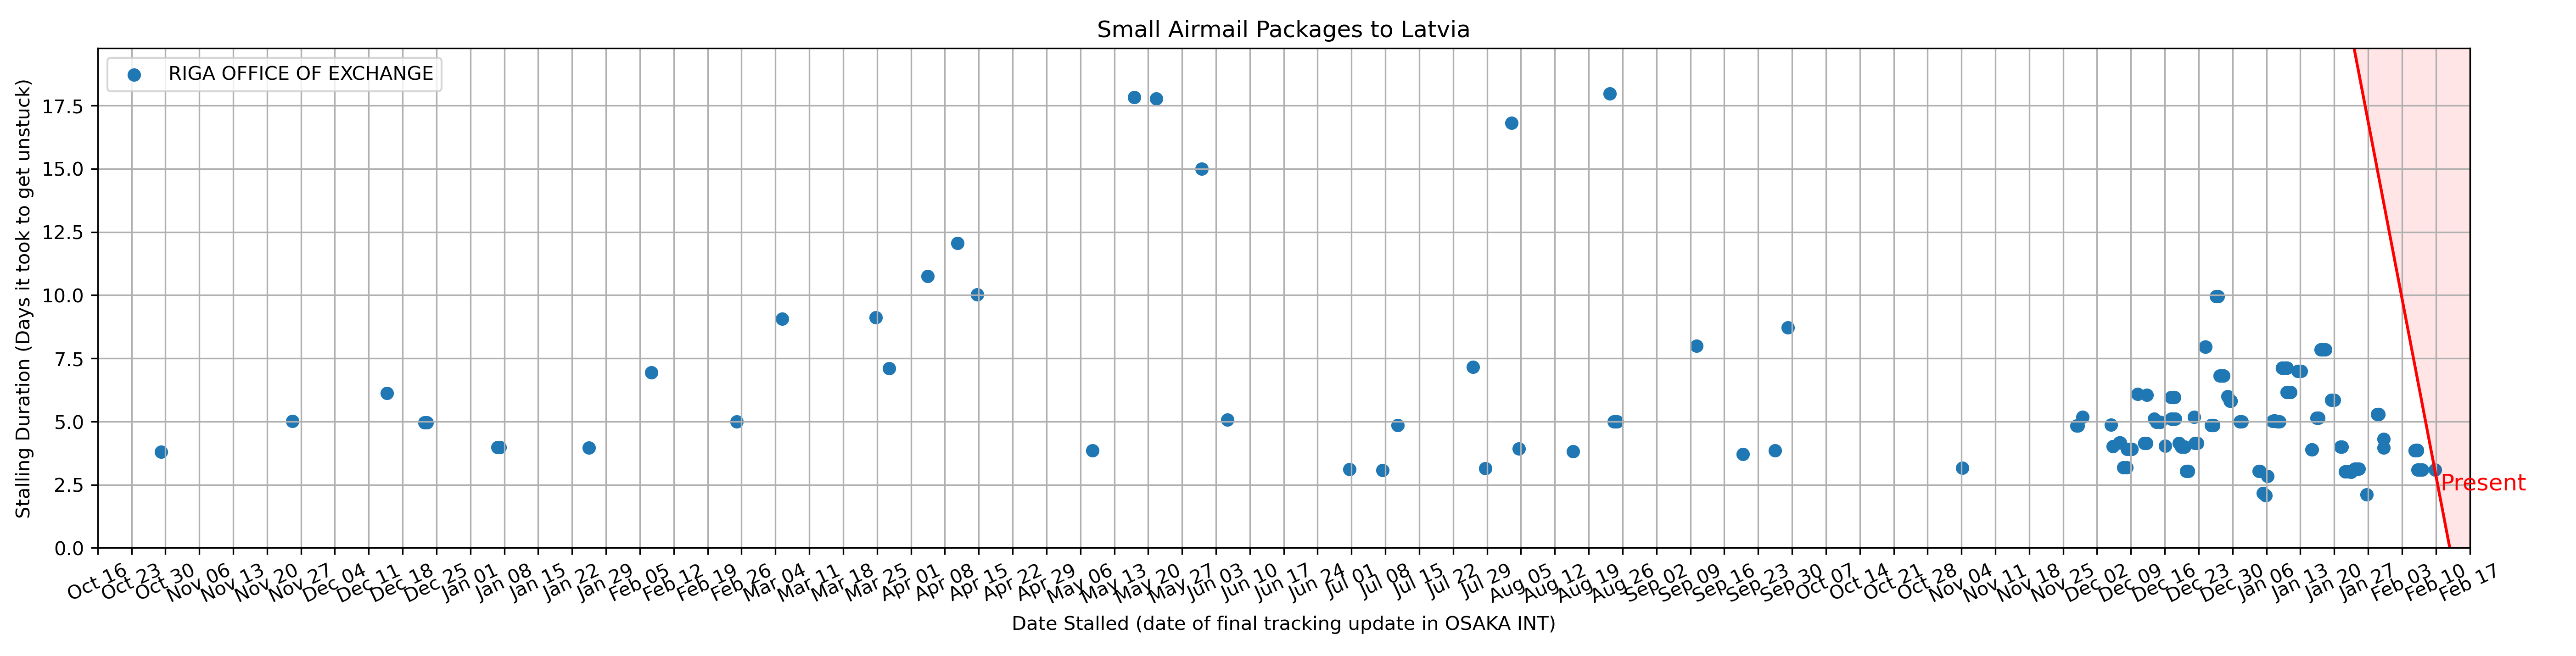 Small Airmail Packages to Latvia
RIGA OFFICE OF EXCHANGE
Stalling Duration (Days it took to get unstuck)
17.5
15.0
12.5
10.0
7.5
5.0
2.5
0.0
Present
Oct 16 Oct 23 Oct 30 Nov 06 Nov 13 Nov 20 Nov 27 Dec 04 Dec 11 Dec 18 Dec 25 Jan 01 Jan 08 Jan 15 Jan 22 Jan 29 Feb 05 Feb 12 Feb 19 Feb 26 Mar 04 Mar 11 Mar 18 Mar 25 Apr 01 Apr 08 Apr 15 Apr 22 Apr 29 May 06 May 13 May 20 May 27 Jun 03 Jun 10 Jun 17 Jun 24 Jul 01 Jul 08 Jul 15 Jul 22 Jul 29 Aug 05 Aug 12 Aug 19 Aug 26 Sep 02 Sep 09 Sep 16 Sep 23 Sep 30 Oct 07 Oct 14 Oct 21 Oct 28 Nov 04 Nov 11 Nov 18 Nov 25 Dec 02 Dec 09 Dec 16 Dec 23 Dec 30 Jan 06 Jan 13 Jan 20 Jan 27 Feb 03 Feb 10 Feb 17
Date Stalled (date of final tracking update in OSAKA INT)